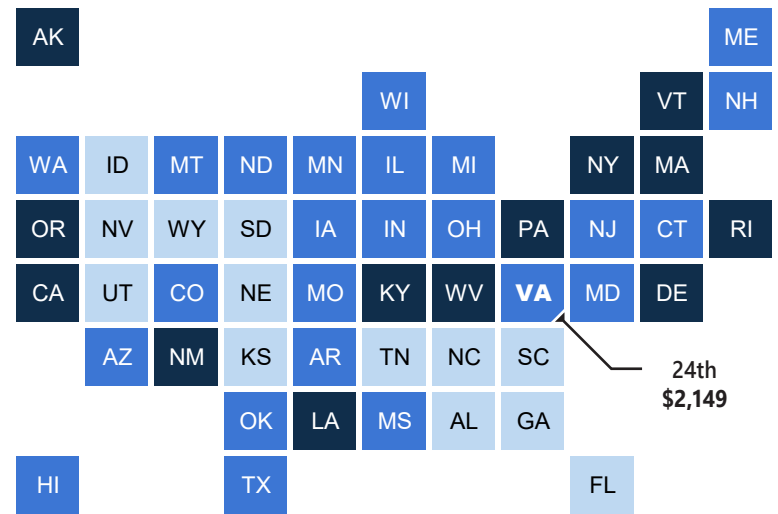 AK ME
WI VT NH
WA ID MT ND MN IL MI NY MA
OR NV WY SD IA IN OH PA NJ CT RI
CA UT CO NE MO KY WV VA MD DE
AZ NM KS AR TN NC SC
24th
$2,149
OK LA MS AL GA
HI TX FL